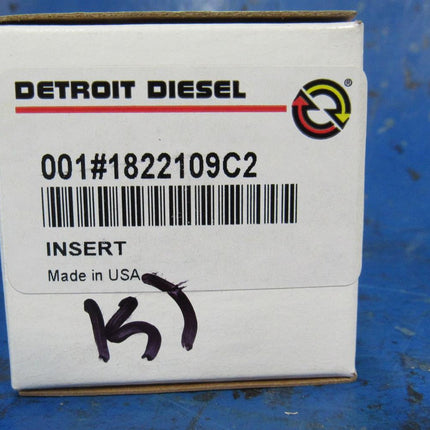 DETROIT DIESEL ®
001#1822109C2
INSERT
Made in USA